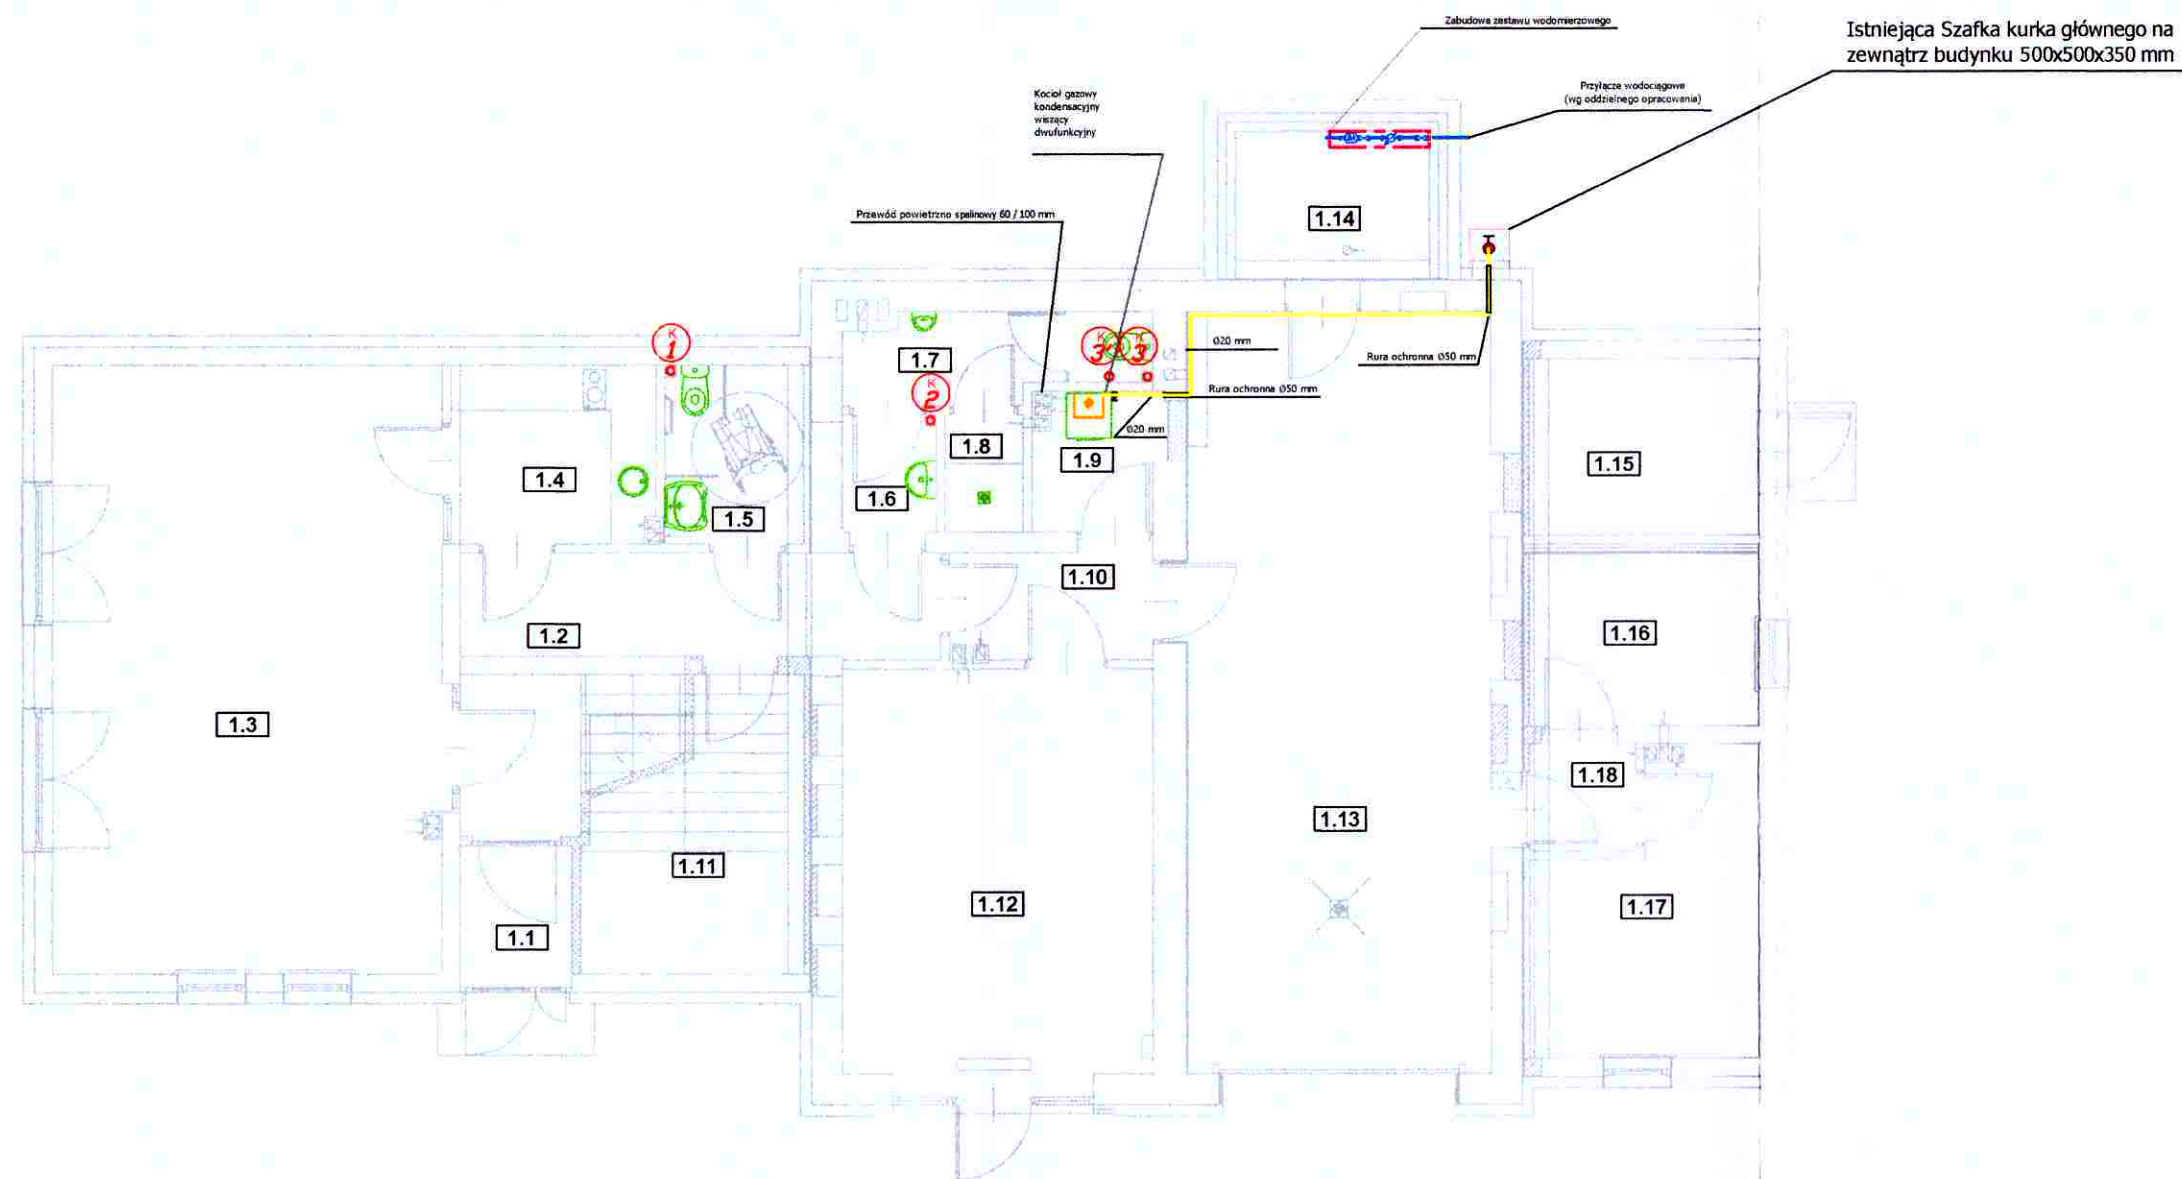 Zabudowa zestawu wodomierzowego
Istniejąca Szafka kurka głównego na
zewnątrz budynku 500x500x350 mm
Przyłącze wodociągowe
(wg oddzielnego opracowania)
Kocioł gazowy
kondensacyjny
wiszący
dwufunkcyjny
Przewód powietrzno spalinowy 60 / 100 mm
1.14
K
1
1.7
K
2
K
3'
K
3
Ø20 mm
Rura ochronna Ø50 mm
Rura ochronna Ø50 mm
Ø20 mm
1.8
1.9
1.15
1.4
1.6
1.5
1.10
1.2
1.16
1.3
1.18
1.13
1.11
1.12
1.17
1.1